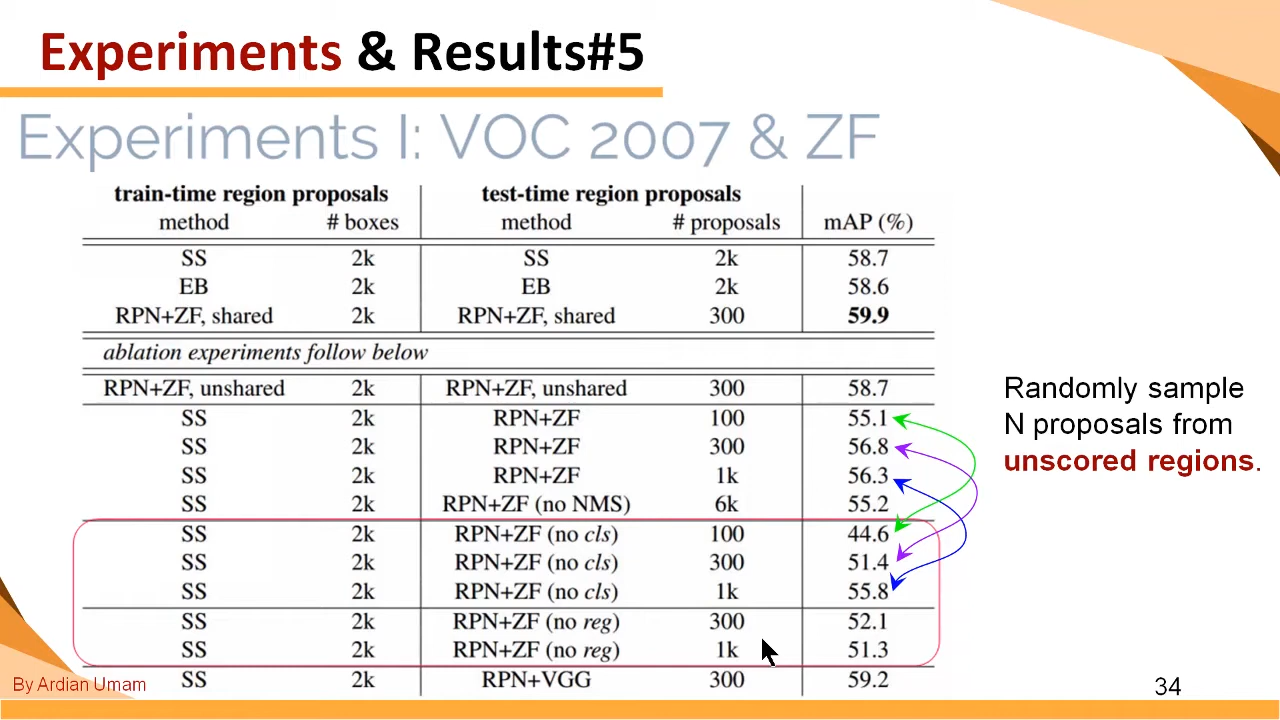 Experiments & Results#5
Experiments I: VOC 2007 & ZF
train-time region proposals test-time region proposals
method # boxes method # proposals mAP (%)
SS 2k SS 2k 58.7
EB 2k EB 2k 58.6
RPN+ZF, shared 2k RPN+ZF, shared 300 59.9
ablation experiments follow below
RPN+ZF, unshared 2k RPN+ZF, unshared 300 58.7
SS 2k RPN+ZF 100 55.1
SS 2k RPN+ZF 300 56.8
SS 2k RPN+ZF 1k 56.3
SS 2k RPN+ZF (no NMS) 6k 55.2
SS 2k RPN+ZF (no cls) 100 44.6
SS 2k RPN+ZF (no cls) 300 51.4
SS 2k RPN+ZF (no cls) 1k 55.8
SS 2k RPN+ZF (no reg) 300 52.1
SS 2k RPN+ZF (no reg) 1k 51.3
SS 2k RPN+VGG 300 59.2
Randomly sample
N proposals from
unscored regions.
By Ardian Umam
34